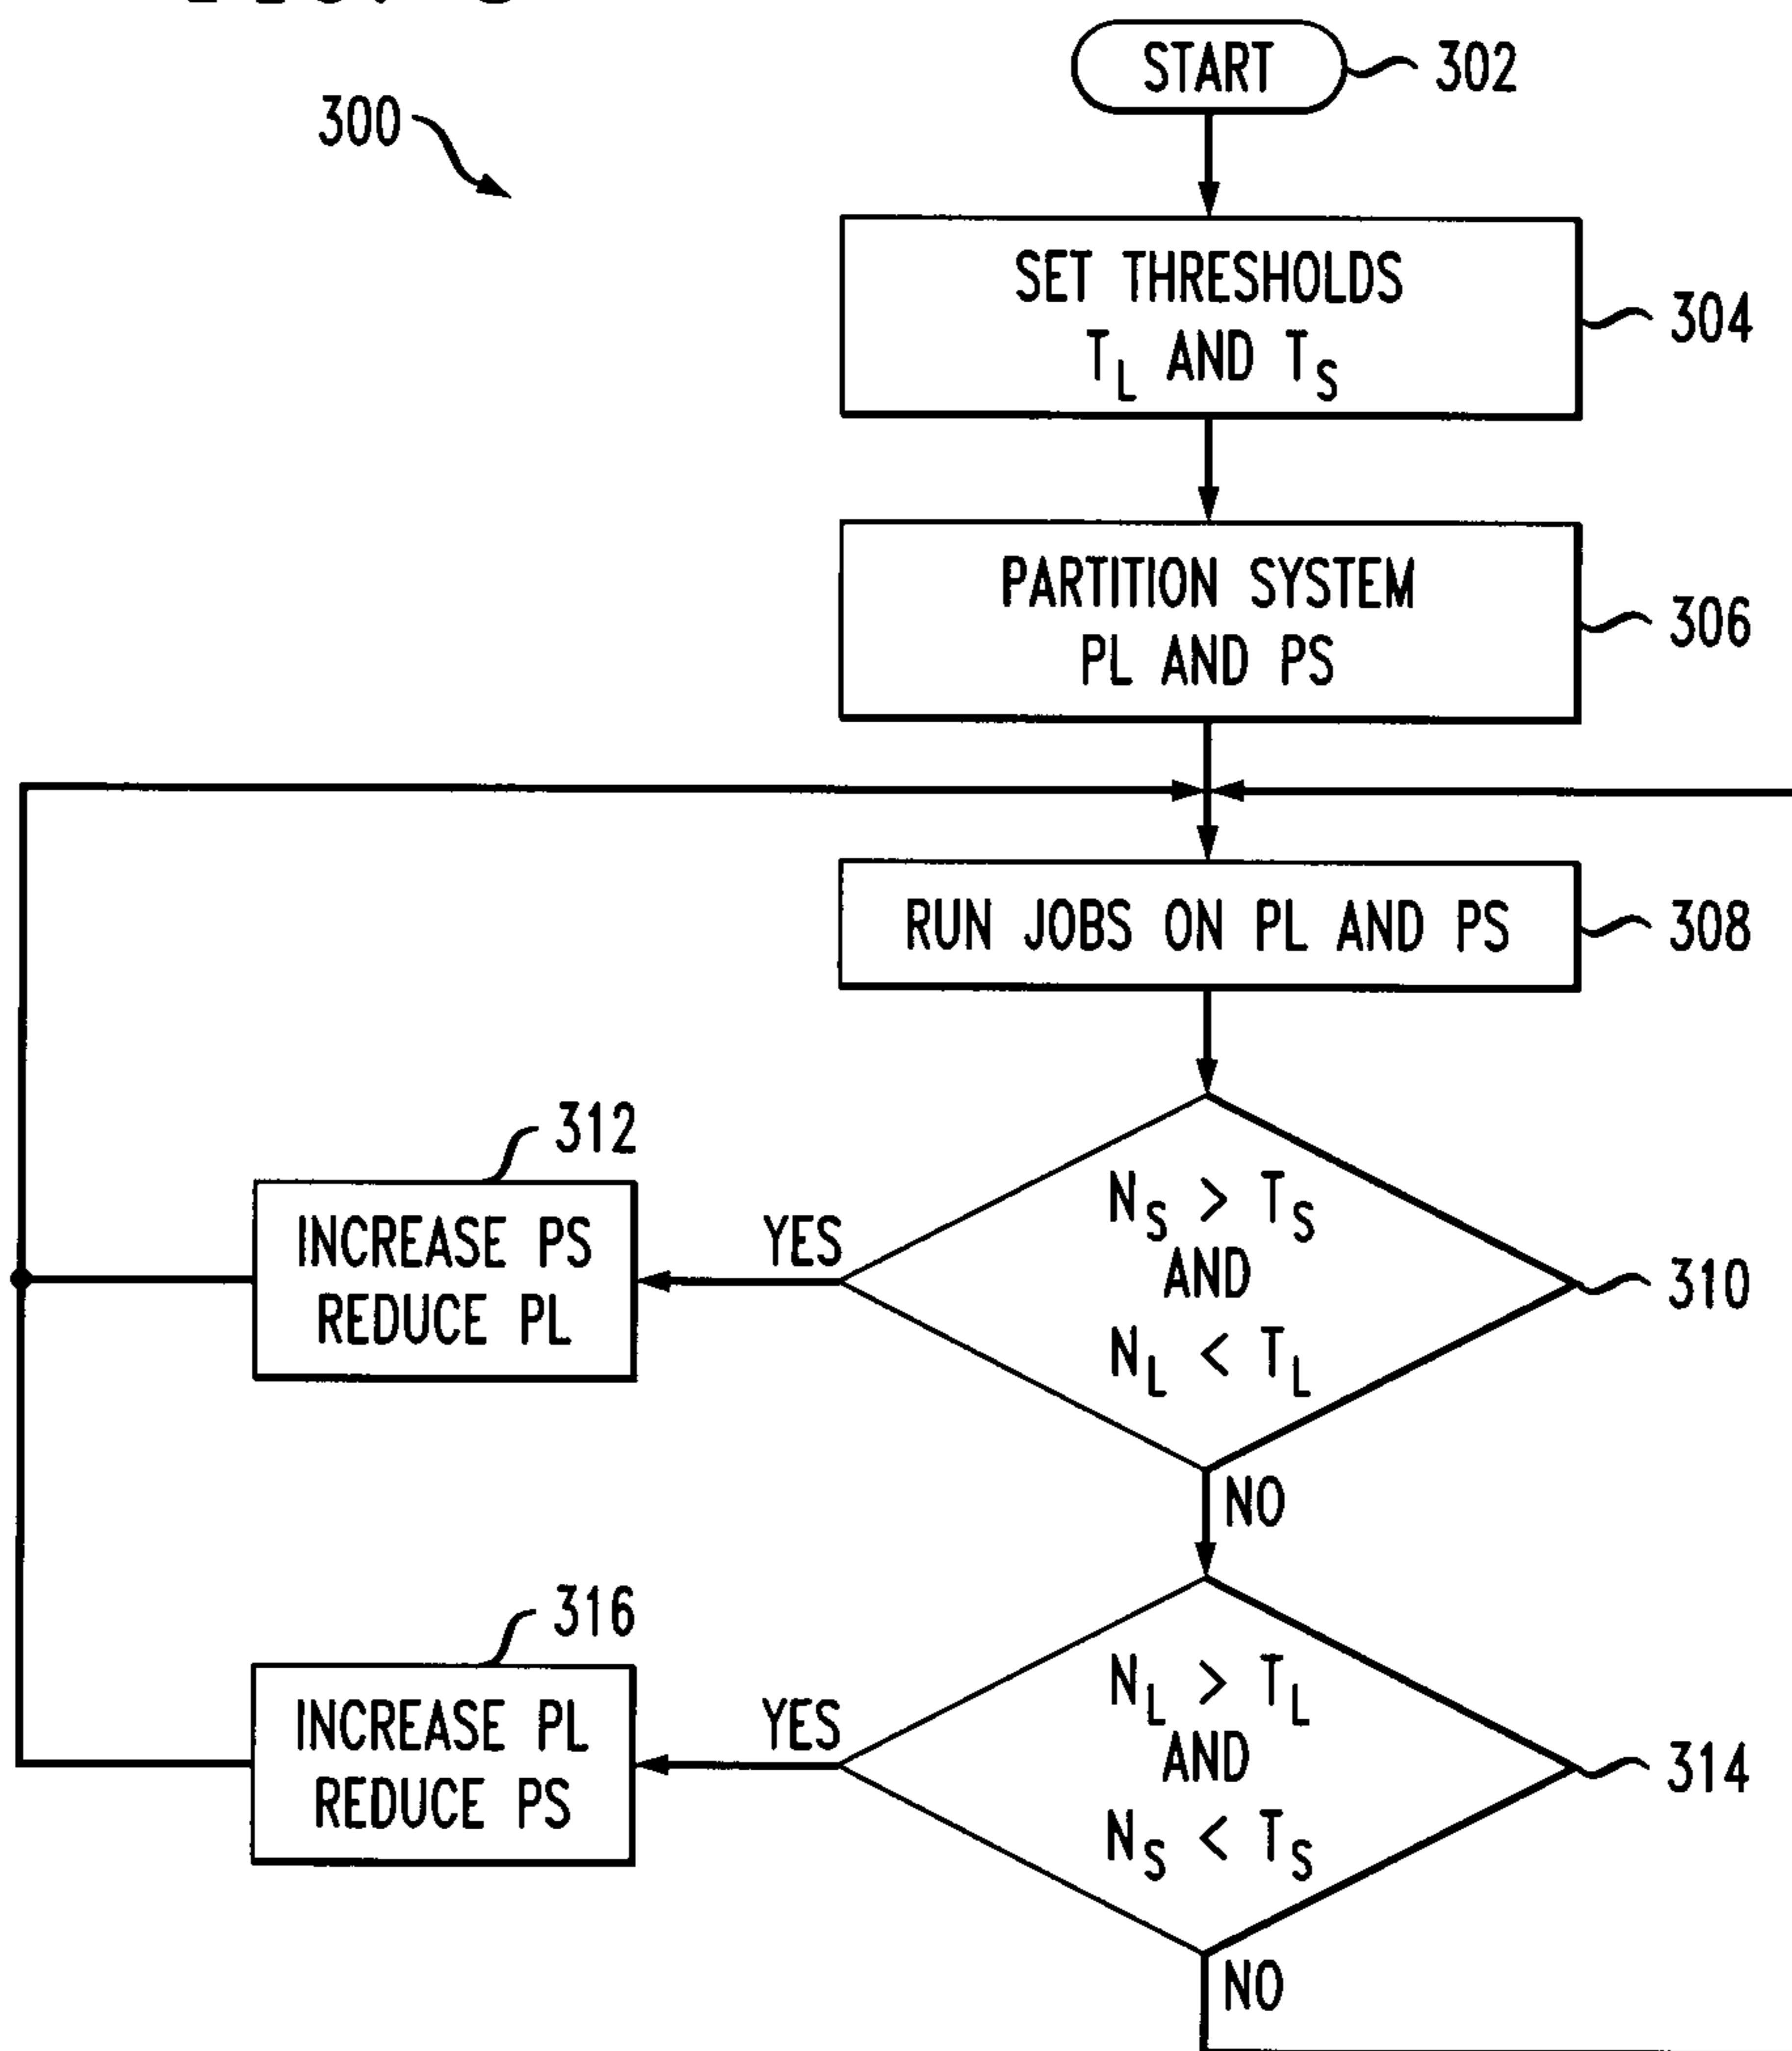 START
302
300
SET THRESHOLDS
T_L AND T_S
304
PARTITION SYSTEM
PL AND PS
306
RUN JOBS ON PL AND PS
308
312
INCREASE PS
REDUCE PL
YES
N_S > T_S
AND
N_L < T_L
310
NO
316
INCREASE PL
REDUCE PS
YES
N_L > T_L
AND
N_S < T_S
314
NO